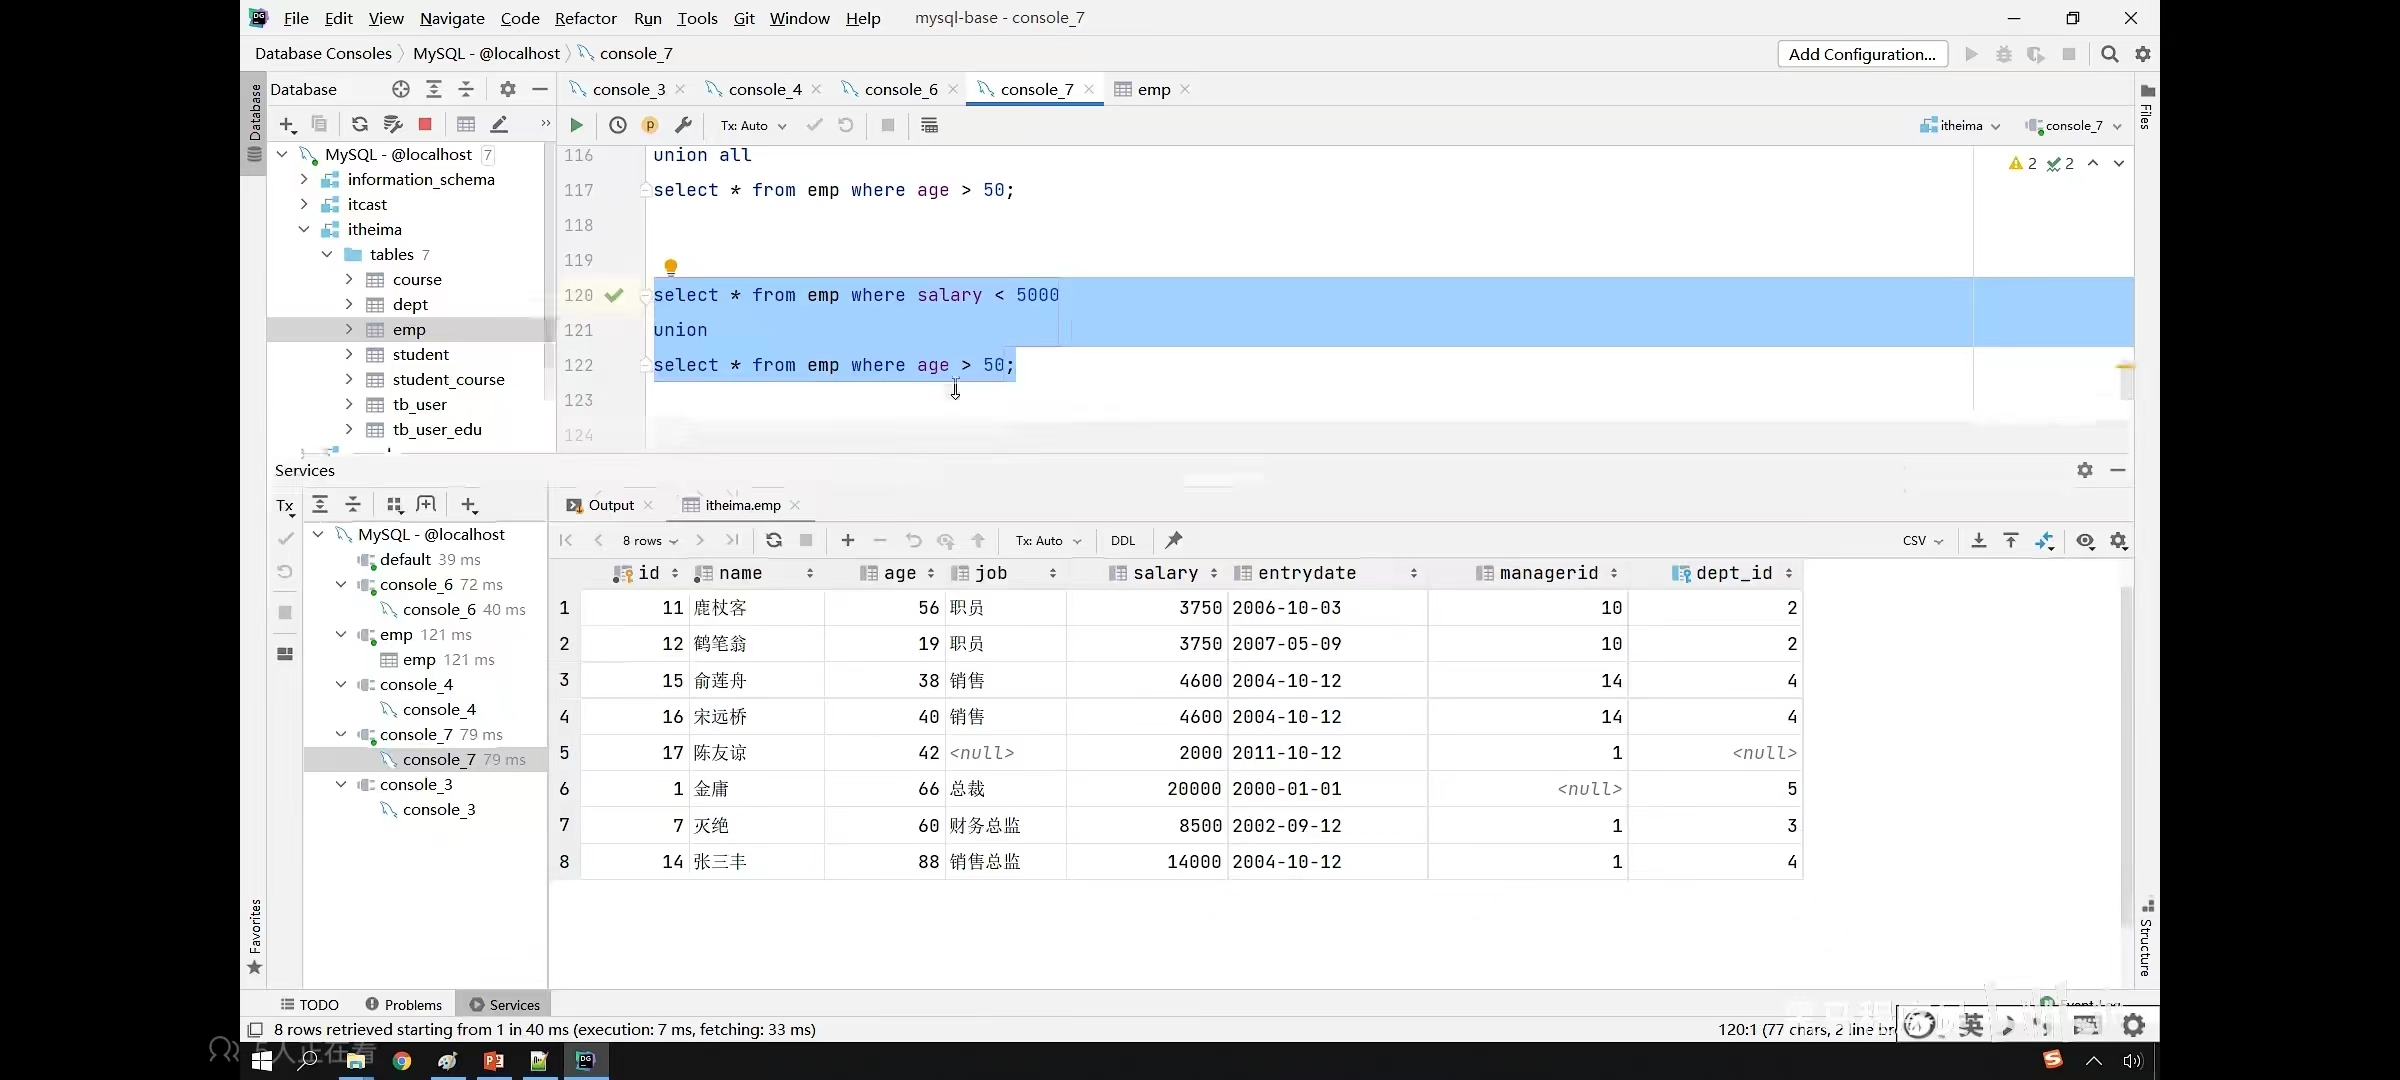 File Edit View Navigate Code Refactor Run Tools Git Window Help mysql-base - console_7
Database Consoles MySQL - @localhost console_7 Add Configuration...
Database console_3 console_4 console_6 console_7 emp
Tx: Auto itheima console_7
Database
Files
MySQL - @localhost 7
information_schema
itcast
itheima
tables 7
course
dept
emp
student
student_course
tb_user
tb_user_edu
116 union all
117 select * from emp where age > 50;
118
119
120 select * from emp where salary < 5000
121 union
122 select * from emp where age > 50;
123
124
2 2
Services
Tx
Output itheima.emp
MySQL - @localhost
default 39 ms
console_6 72 ms
console_6 40 ms
emp 121 ms
emp 121 ms
console_4
console_4
console_7 79 ms
console_7 79 ms
console_3
console_3
8 rows Tx: Auto DDL CSV
id name age job salary entrydate managerid dept_id
1 11 鹿杖客 56 职员 3750 2006-10-03 10 2
2 12 鹤笔翁 19 职员 3750 2007-05-09 10 2
3 15 俞莲舟 38 销售 4600 2004-10-12 14 4
4 16 宋远桥 40 销售 4600 2004-10-12 14 4
5 17 陈友谅 42 <null> 2000 2011-10-12 1 <null>
6 1 金庸 66 总裁 20000 2000-01-01 <null> 5
7 7 灭绝 60 财务总监 8500 2002-09-12 1 3
8 14 张三丰 88 销售总监 14000 2004-10-12 1 4
Favorites
Structure
TODO Problems Services
8 rows retrieved starting from 1 in 40 ms (execution: 7 ms, fetching: 33 ms) 120:1 (77 chars, 2 line br
英
人正在看